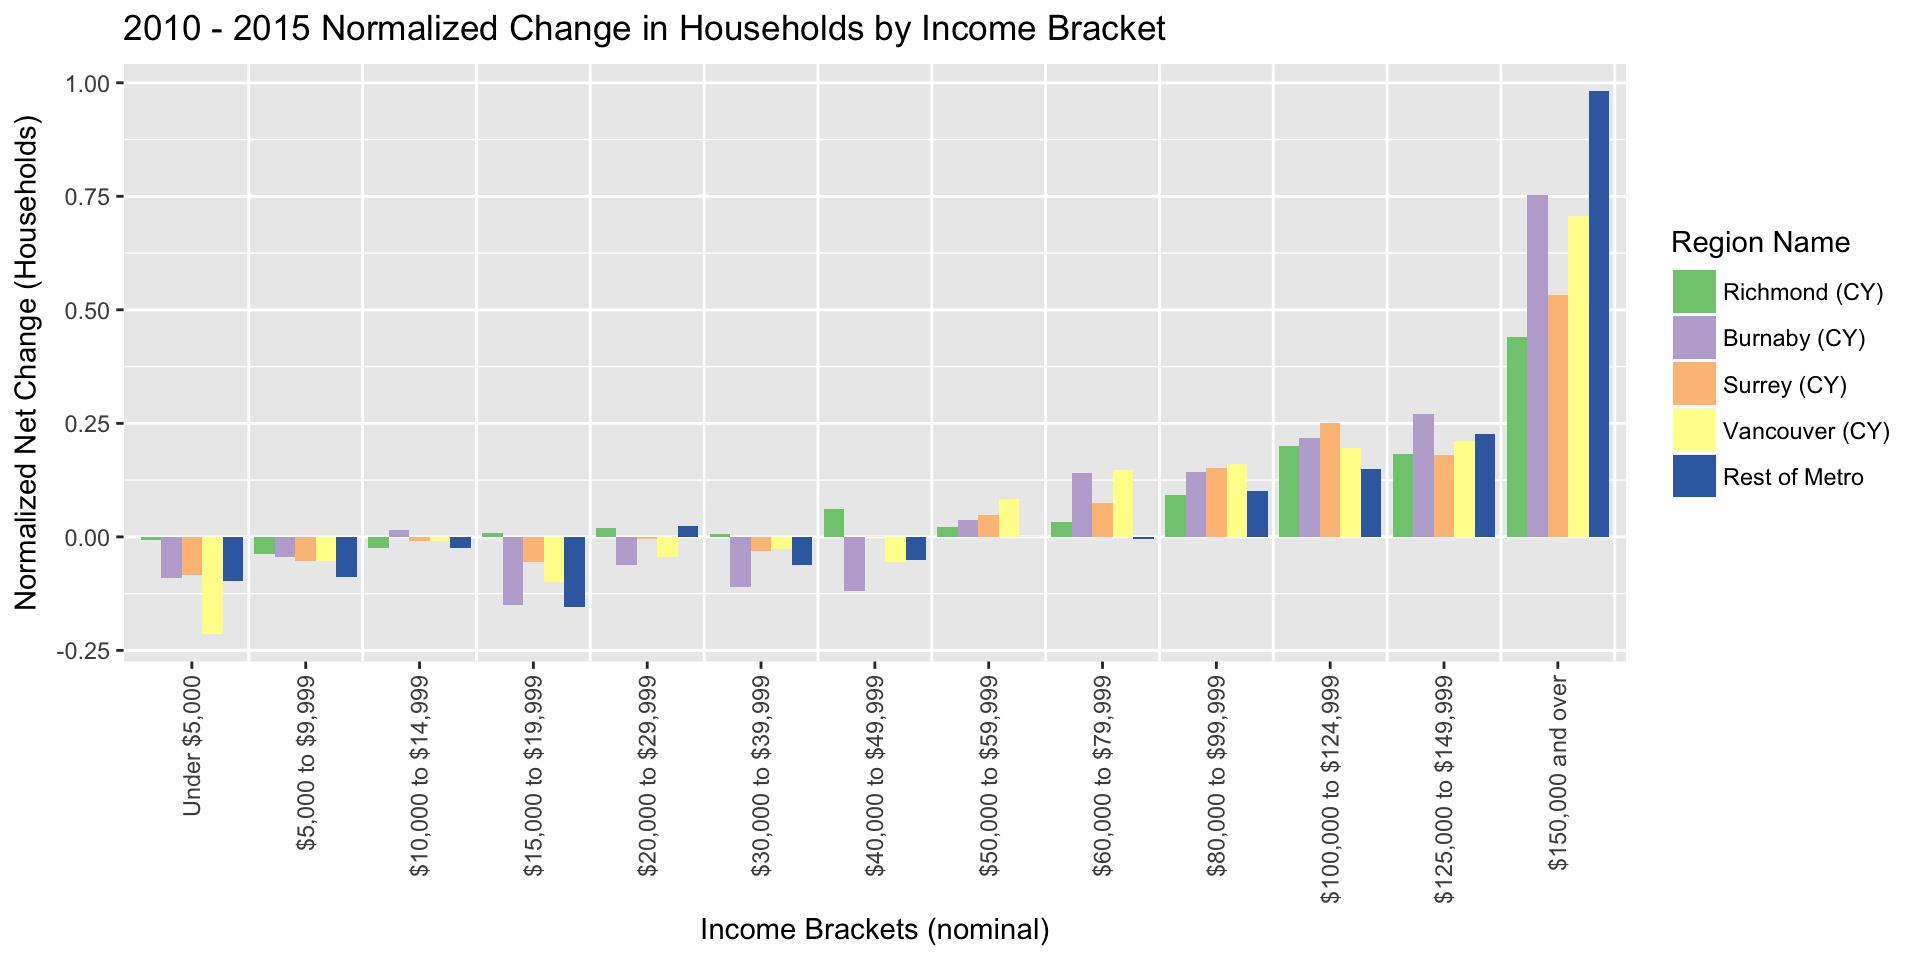 2010 - 2015 Normalized Change in Households by Income Bracket
Normalized Net Change (Households)
1.00
0.75
0.50
0.25
0.00
-0.25
Under $5,000
$5,000 to $9,999
$10,000 to $14,999
$15,000 to $19,999
$20,000 to $29,999
$30,000 to $39,999
$40,000 to $49,999
$50,000 to $59,999
$60,000 to $79,999
$80,000 to $99,999
$100,000 to $124,999
$125,000 to $149,999
$150,000 and over
Income Brackets (nominal)
Region Name
Richmond (CY)
Burnaby (CY)
Surrey (CY)
Vancouver (CY)
Rest of Metro